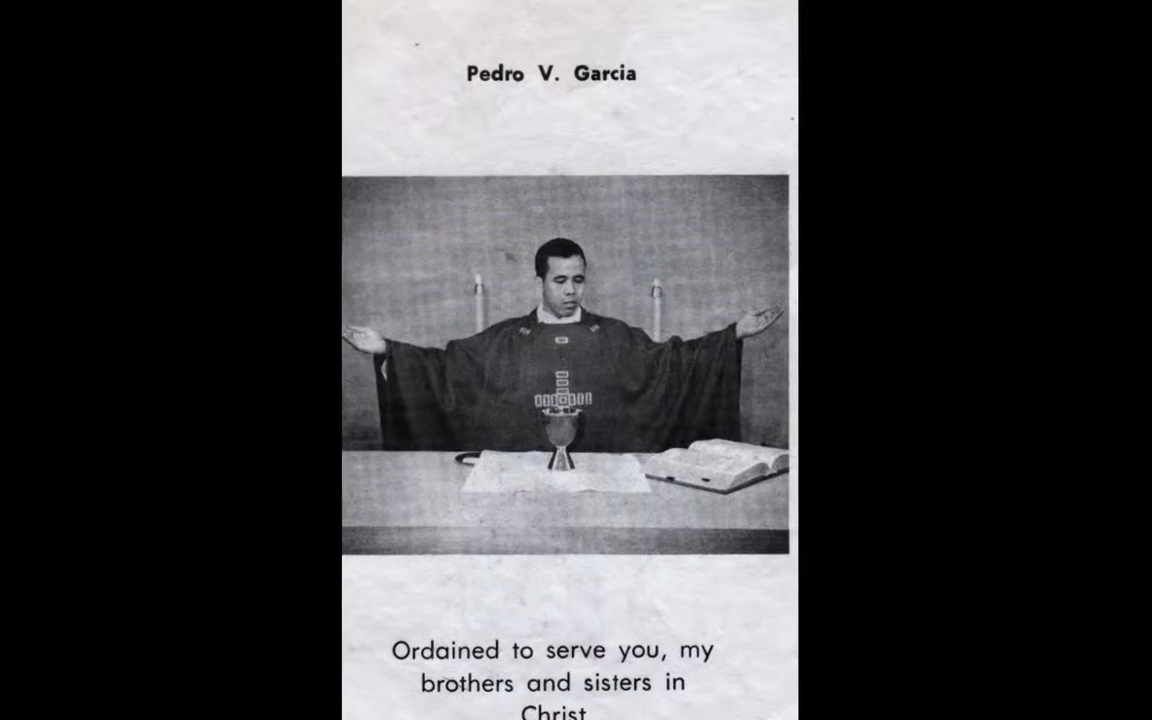 Pedro V. Garcia
Ordained to serve you, my
brothers and sisters in
Christ